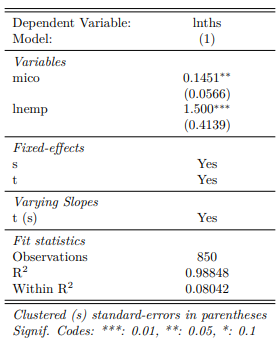 Dependent Variable: lnths
Model: (1)
Variables
mico 0.1451**
(0.0566)
lnemp 1.500***
(0.4139)
Fixed-effects
s Yes
t Yes
Varying Slopes
t (s) Yes
Fit statistics
Observations 850
R² 0.98848
Within R² 0.08042
Clustered (s) standard-errors in parentheses
Signif. Codes: ***: 0.01, **: 0.05, *: 0.1